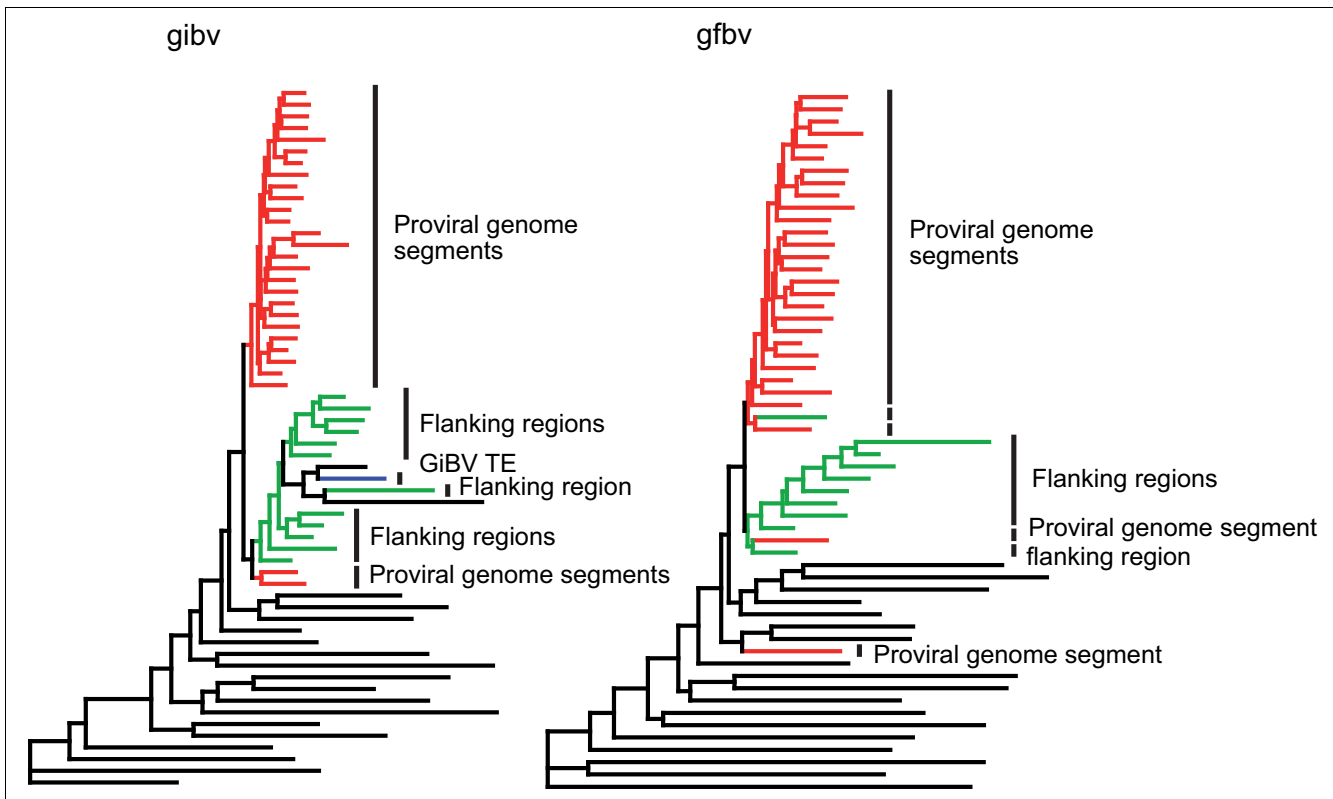 gibv
Proviral genome
segments
Flanking regions
GiBV TE
Flanking region
Flanking regions
Proviral genome segments
gfbv
Proviral genome
segments
Flanking regions
Proviral genome segment
flanking region
Proviral genome segment